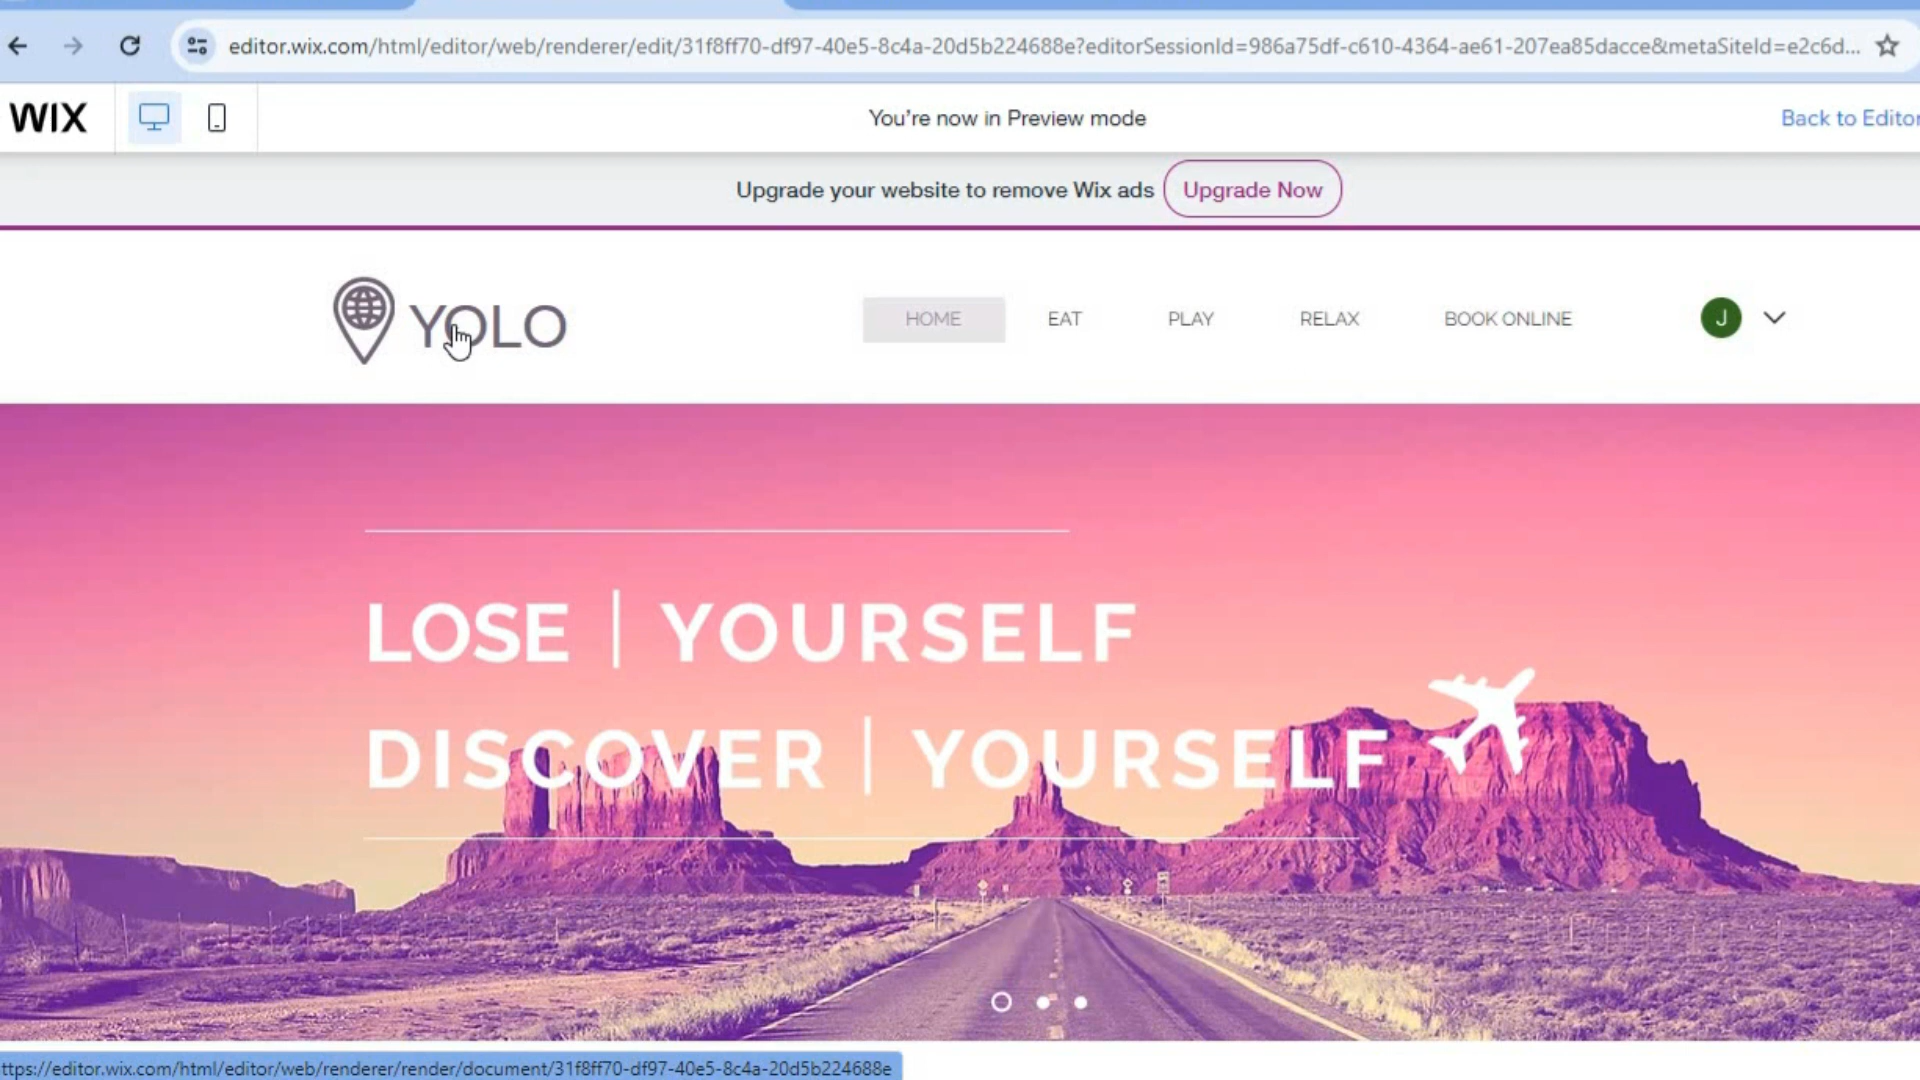 editor.wix.com/html/editor/web/renderer/edit/31f8ff70-df97-40e5-8c4a-20d5b224688e?editorSessionId=986a75df-c610-4364-ae61-207ea85dacce&metaSiteId=e2c6d...
WIX
You're now in Preview mode
Back to Editor
Upgrade your website to remove Wix ads
Upgrade Now
YOLO
HOME
EAT
PLAY
RELAX
BOOK ONLINE
J
LOSE | YOURSELF
DISCOVER | YOURSELF
ttps://editor.wix.com/html/editor/web/renderer/render/document/31f8ff70-df97-40e5-8c4a-20d5b224688e